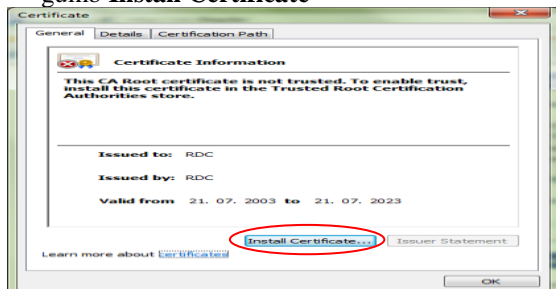 Install Certificate
Certificate
General Details Certification Path
Certificate Information
This CA Root certificate is not trusted. To enable trust,
install this certificate in the Trusted Root Certification
Authorities store.
Issued to: RDC
Issued by: RDC
Valid from 21. 07. 2003 to 21. 07. 2023
Install Certificate... Issuer Statement
Learn more about certificates
OK